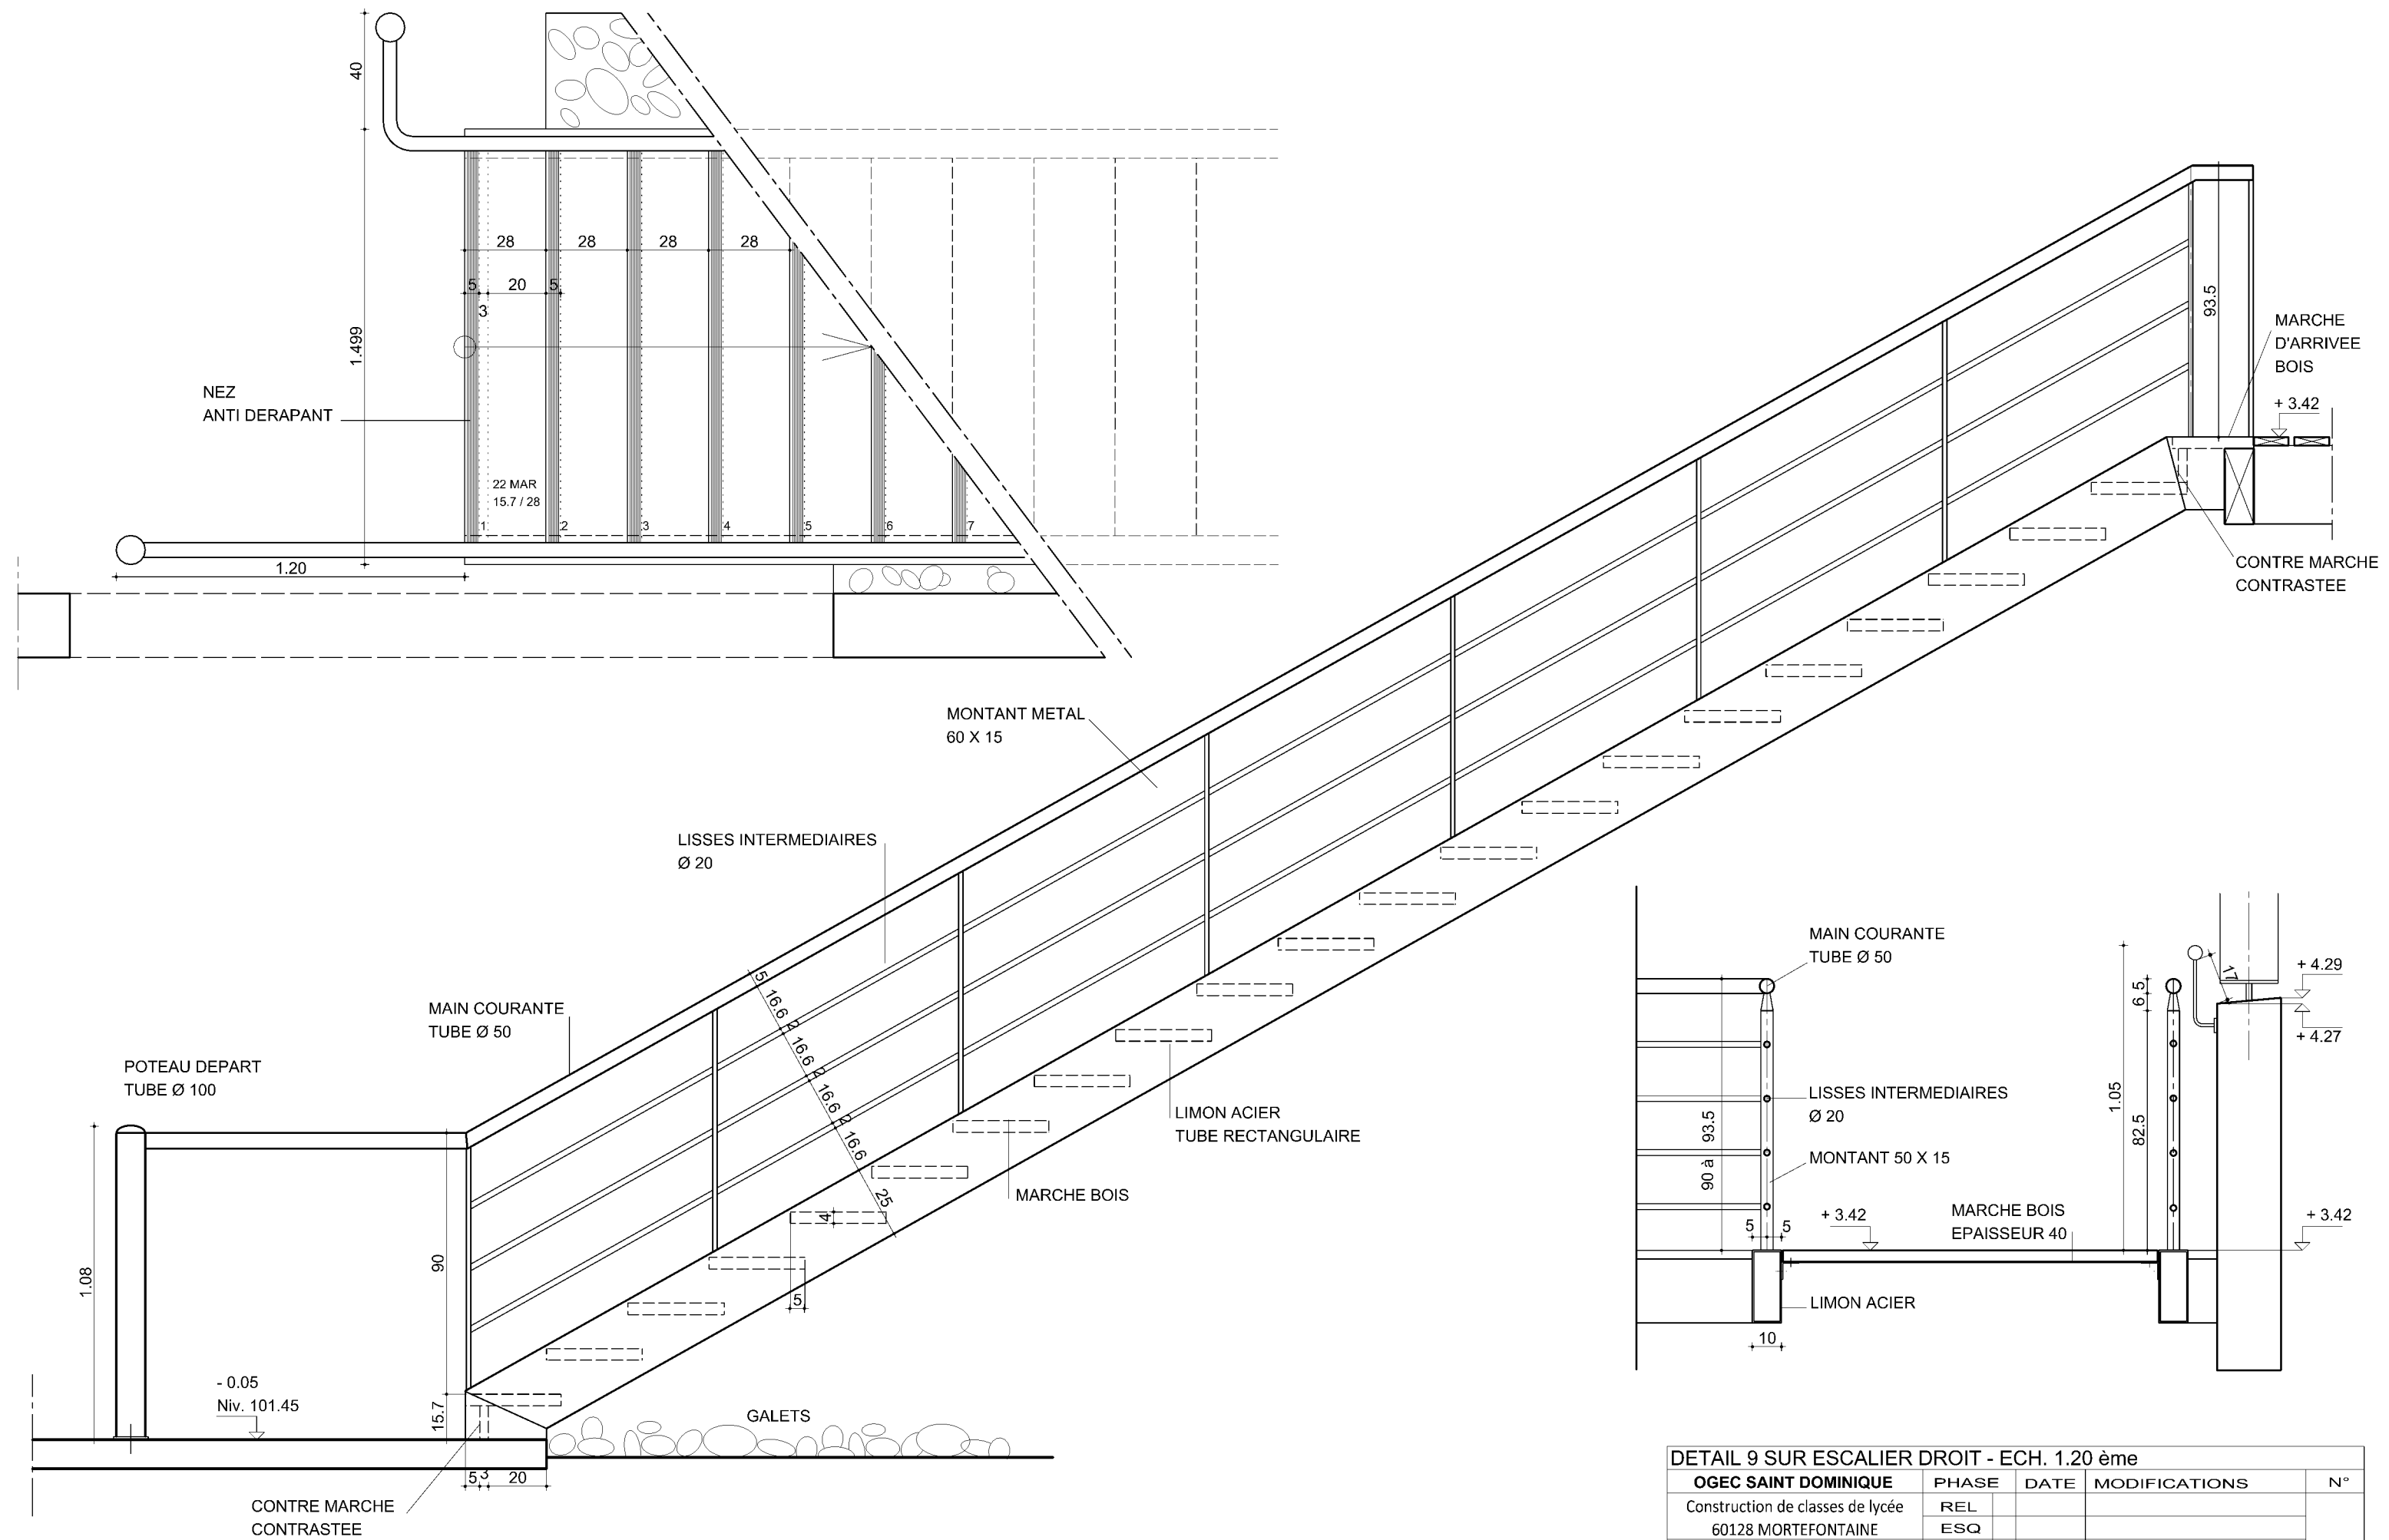 40
1.499
28
28
28
28
5
20
5
3
NEZ
ANTI DERAPANT
22 MAR
15.7 / 28
1
2
3
4
5
6
7
1.20
93.5
MARCHE
D'ARRIVEE
BOIS
+ 3.42
CONTRE MARCHE
CONTRASTEE
MONTANT METAL
60 X 15
LISSES INTERMEDIAIRES
Ø 20
MAIN COURANTE
TUBE Ø 50
POTEAU DEPART
TUBE Ø 100
5
16.6
2
16.6
2
16.6
2
16.6
25
4
5
LIMON ACIER
TUBE RECTANGULAIRE
MARCHE BOIS
1.08
90
15.7
- 0.05
Niv. 101.45
GALETS
5
3
20
CONTRE MARCHE
CONTRASTEE
MAIN COURANTE
TUBE Ø 50
LISSES INTERMEDIAIRES
Ø 20
MONTANT 50 X 15
90 à 93.5
5
5
+ 3.42
MARCHE BOIS
EPAISSEUR 40
LIMON ACIER
10
1.05
82.5
6
5
17
+ 4.29
+ 4.27
+ 3.42
DETAIL 9 SUR ESCALIER DROIT - ECH. 1.20 ème
OGEC SAINT DOMINIQUE
PHASE
DATE
MODIFICATIONS
N°
Construction de classes de lycée
REL
60128 MORTEFONTAINE
ESQ